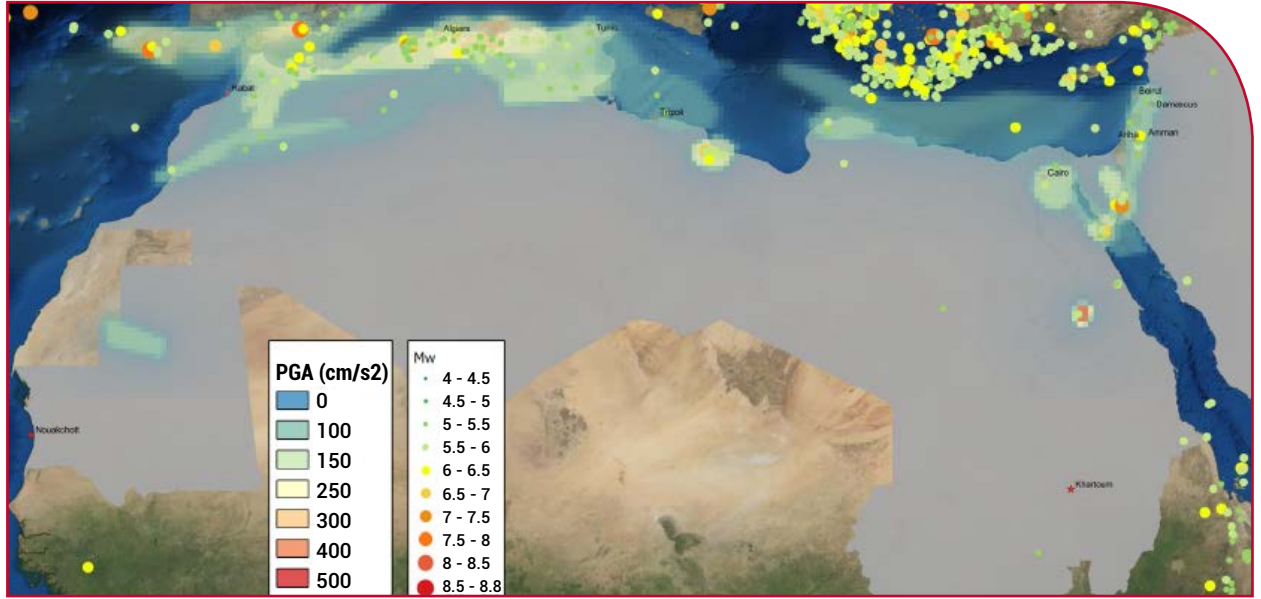 Algiers
Tunis
Rabat
Tripoli
Beirut
Damascus
Ariha
Amman
Cairo
Nouakchott
Khartoum
PGA (cm/s2)
0
100
150
250
300
400
500
Mw
4 - 4.5
4.5 - 5
5 - 5.5
5.5 - 6
6 - 6.5
6.5 - 7
7 - 7.5
7.5 - 8
8 - 8.5
8.5 - 8.8